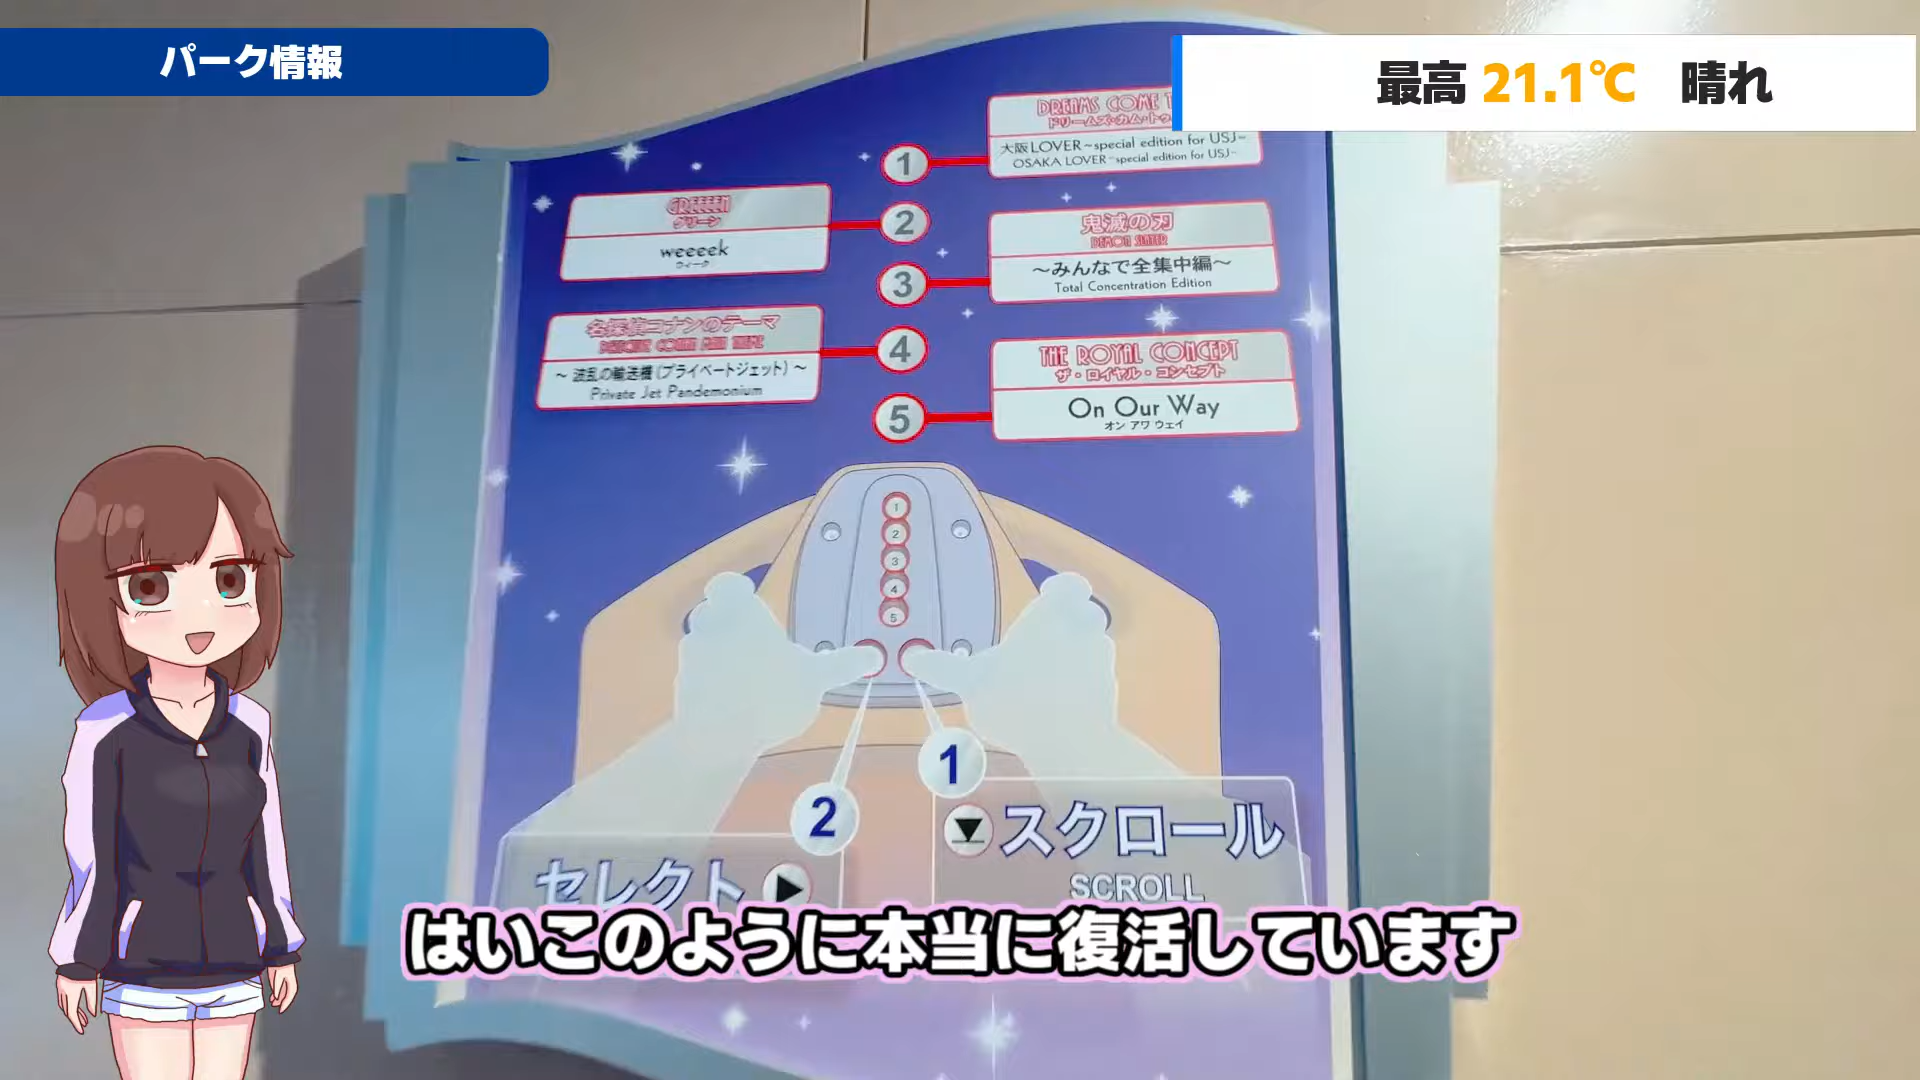 パーク情報
最高 21.1℃ 晴れ
DREAMS COME T
ドリームズ・カム・トゥ
大阪LOVER~special edition for USJ-
OSAKA LOVER~special edition for USJ-
1
GREEEEN
グリーン
weeeek
ウィーク
2
鬼滅の刃
DEMON SLAYER
～みんなで全集中編～
Total Concentration Edition
3
名探偵コナンのテーマ
～ 波乱の輸送機(プライベートジェット) ～
Private Jet Pandemonium
4
THE ROYAL CONCEPT
ザ・ロイヤル・コンセプト
On Our Way
オン アワ ウェイ
5
1
2
3
4
5
1
2
スクロール
SCROLL
セレクト
はいこのように本当に復活しています